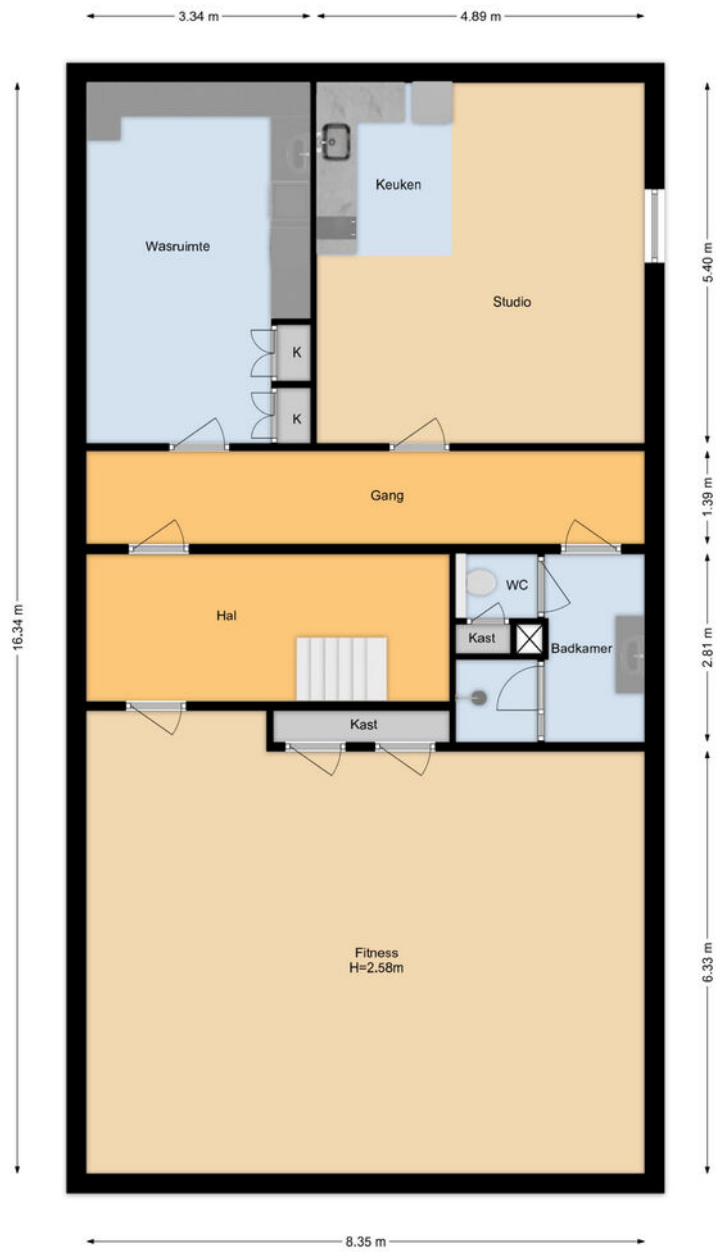 3.34 m
4.89 m
Keuken
Wasruimte
5.40 m
Studio
K
K
Gang
1.39 m
WC
Hal
16.34 m
Kast
Badkamer
2.81 m
Kast
Fitness
H=2.58m
6.33 m
8.35 m